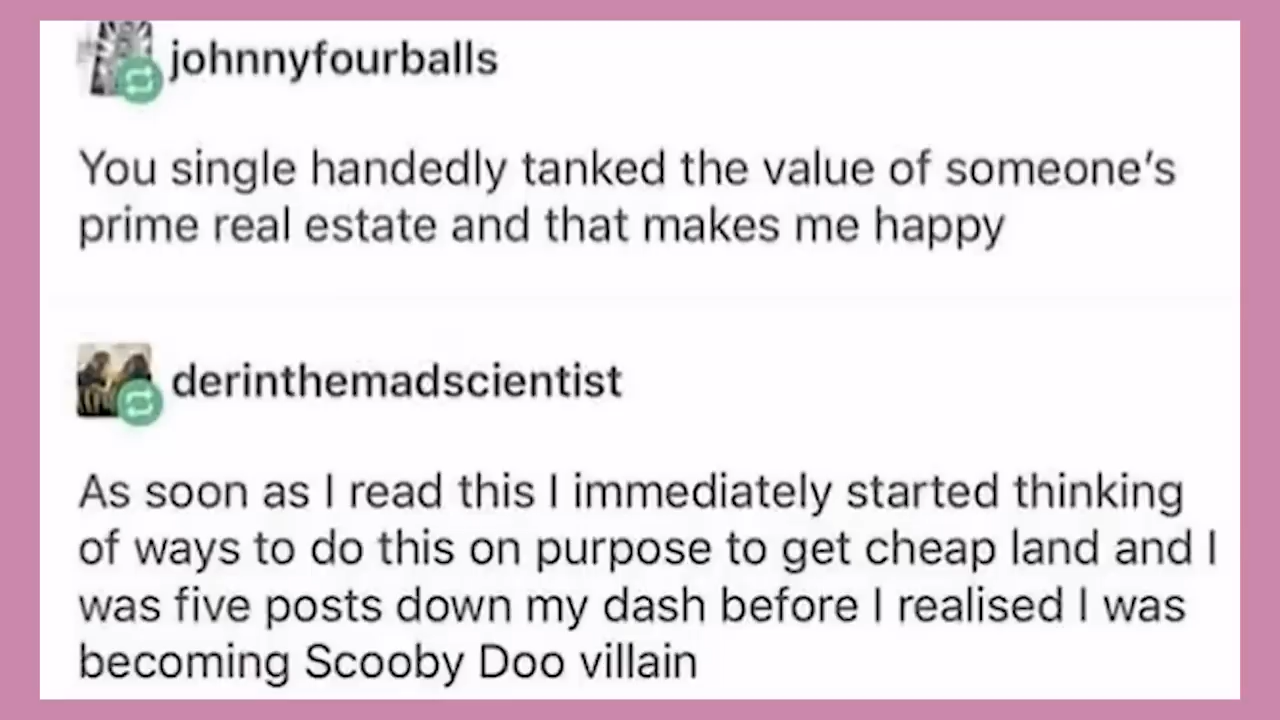 johnnyfourballs
You single handedly tanked the value of someone's
prime real estate and that makes me happy
derinthemadscientist
As soon as I read this I immediately started thinking
of ways to do this on purpose to get cheap land and I
was five posts down my dash before I realised I was
becoming Scooby Doo villain